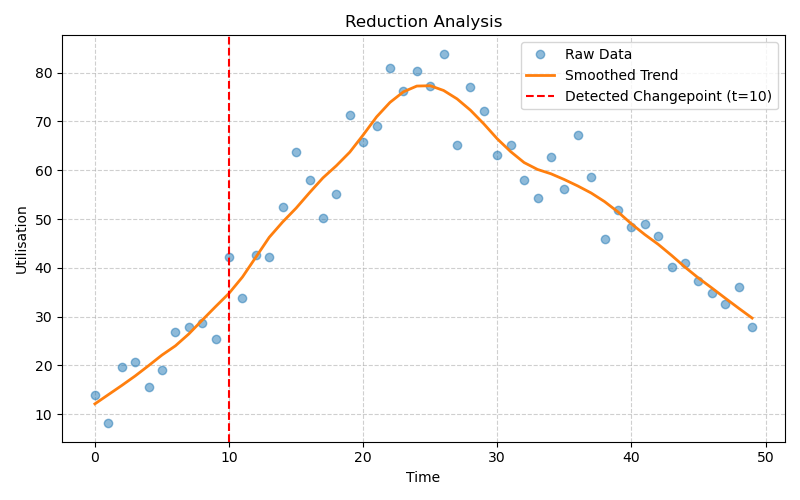 Reduction Analysis
Raw Data
Smoothed Trend
Detected Changepoint (t=10)
Utilisation
80
70
60
50
40
30
20
10
0 10 20 30 40 50
Time